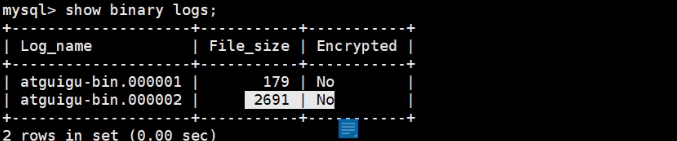 mysql> show binary logs;
+--------------------+-----------+-----------+
| Log_name           | File_size | Encrypted |
+--------------------+-----------+-----------+
| atguigu-bin.000001 |       179 | No        |
| atguigu-bin.000002 |      2691 | No        |
+--------------------+-----------+-----------+
2 rows in set (0.00 sec)